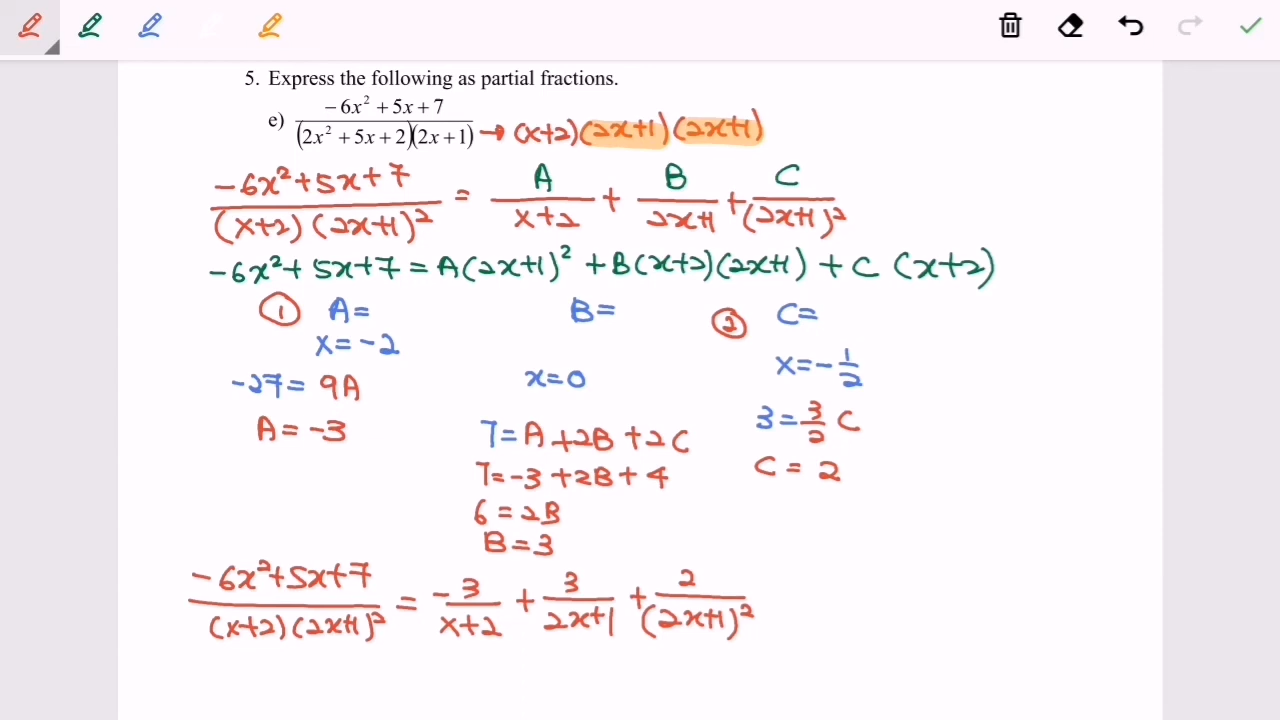 5. Express the following as partial fractions.
e) (-6x² + 5x + 7)/((2x² + 5x + 2)(2x + 1)) → (x+2)(2x+1)(2x+1)
(-6x²+5x+7)/((x+2)(2x+1)²) = A/(x+2) + B/(2x+1) + C/(2x+1)²
-6x²+5x+7 = A(2x+1)² + B(x+2)(2x+1) + C(x+2)
① A= B= ② C=
x=-2 x=0 x=-1/2
-27=9A 3=3/2 C
A=-3 7=A+2B+2C C=2
7=-3+2B+4
6=2B
B=3
(-6x²+5x+7)/((x+2)(2x+1)²) = -3/(x+2) + 3/(2x+1) + 2/(2x+1)²